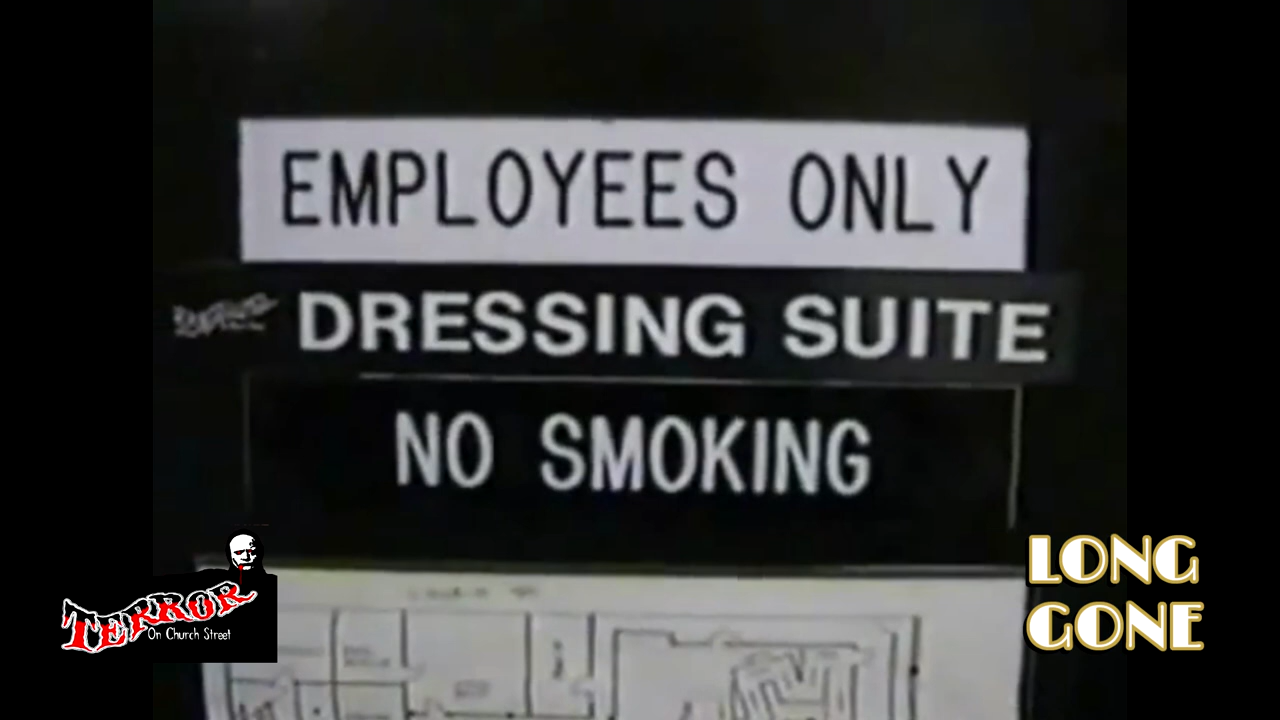 EMPLOYEES ONLY
DRESSING SUITE
NO SMOKING
TERROR
On Church Street
LONG
GONE